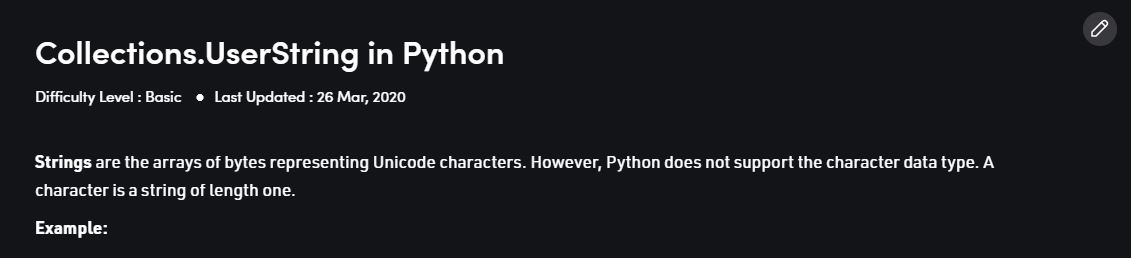 Collections.UserString in Python
Difficulty Level : Basic ● Last Updated : 26 Mar, 2020
Strings are the arrays of bytes representing Unicode characters. However, Python does not support the character data type. A
character is a string of length one.
Example: